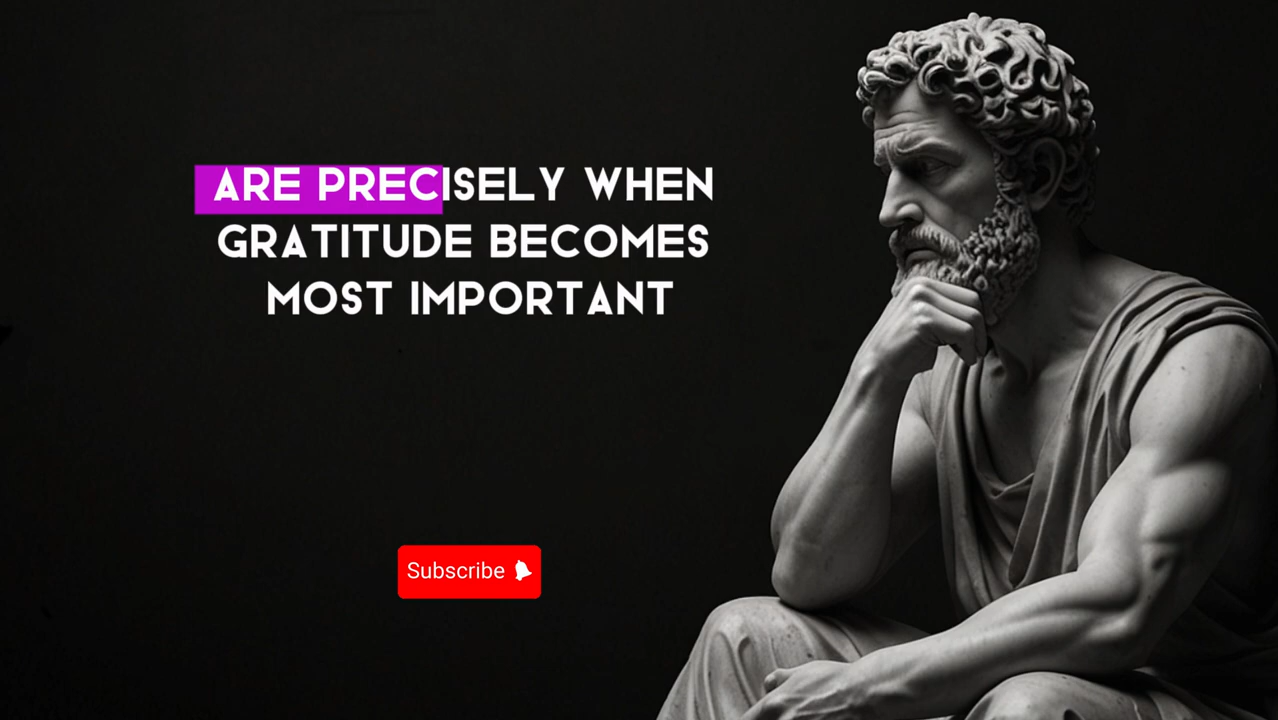 ARE PRECISELY WHEN
GRATITUDE BECOMES
MOST IMPORTANT
Subscribe